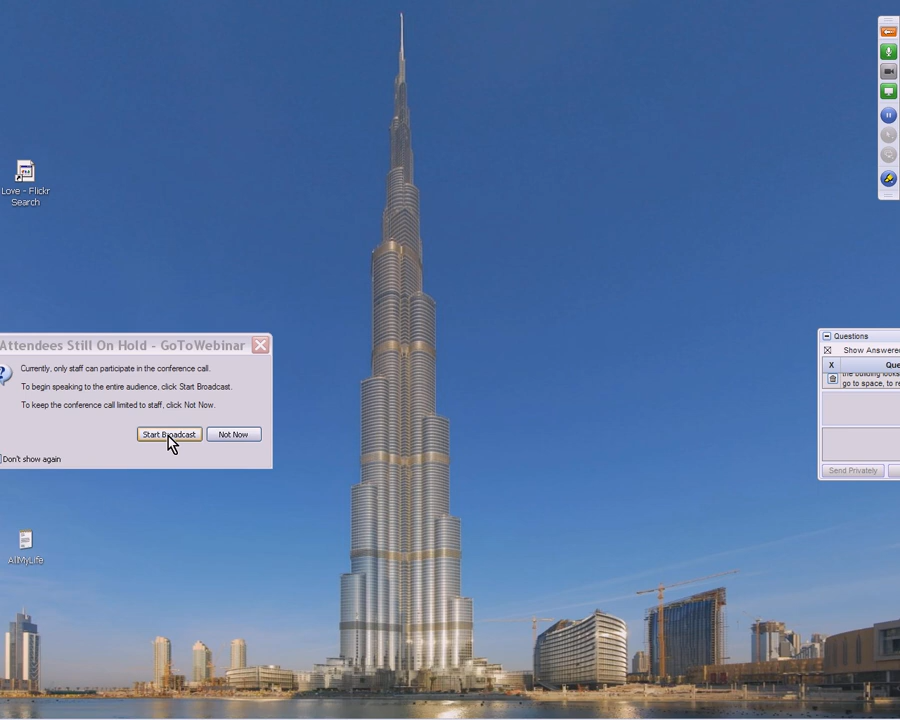 Love - Flickr
Search
Attendees Still On Hold - GoToWebinar
Currently, only staff can participate in the conference call.
To begin speaking to the entire audience, click Start Broadcast.
To keep the conference call limited to staff, click Not Now.
Start Broadcast
Not Now
Don't show again
AllMyLife
Questions
Show Answere
X
Que
the building looks
go to space, to re
Send Privately